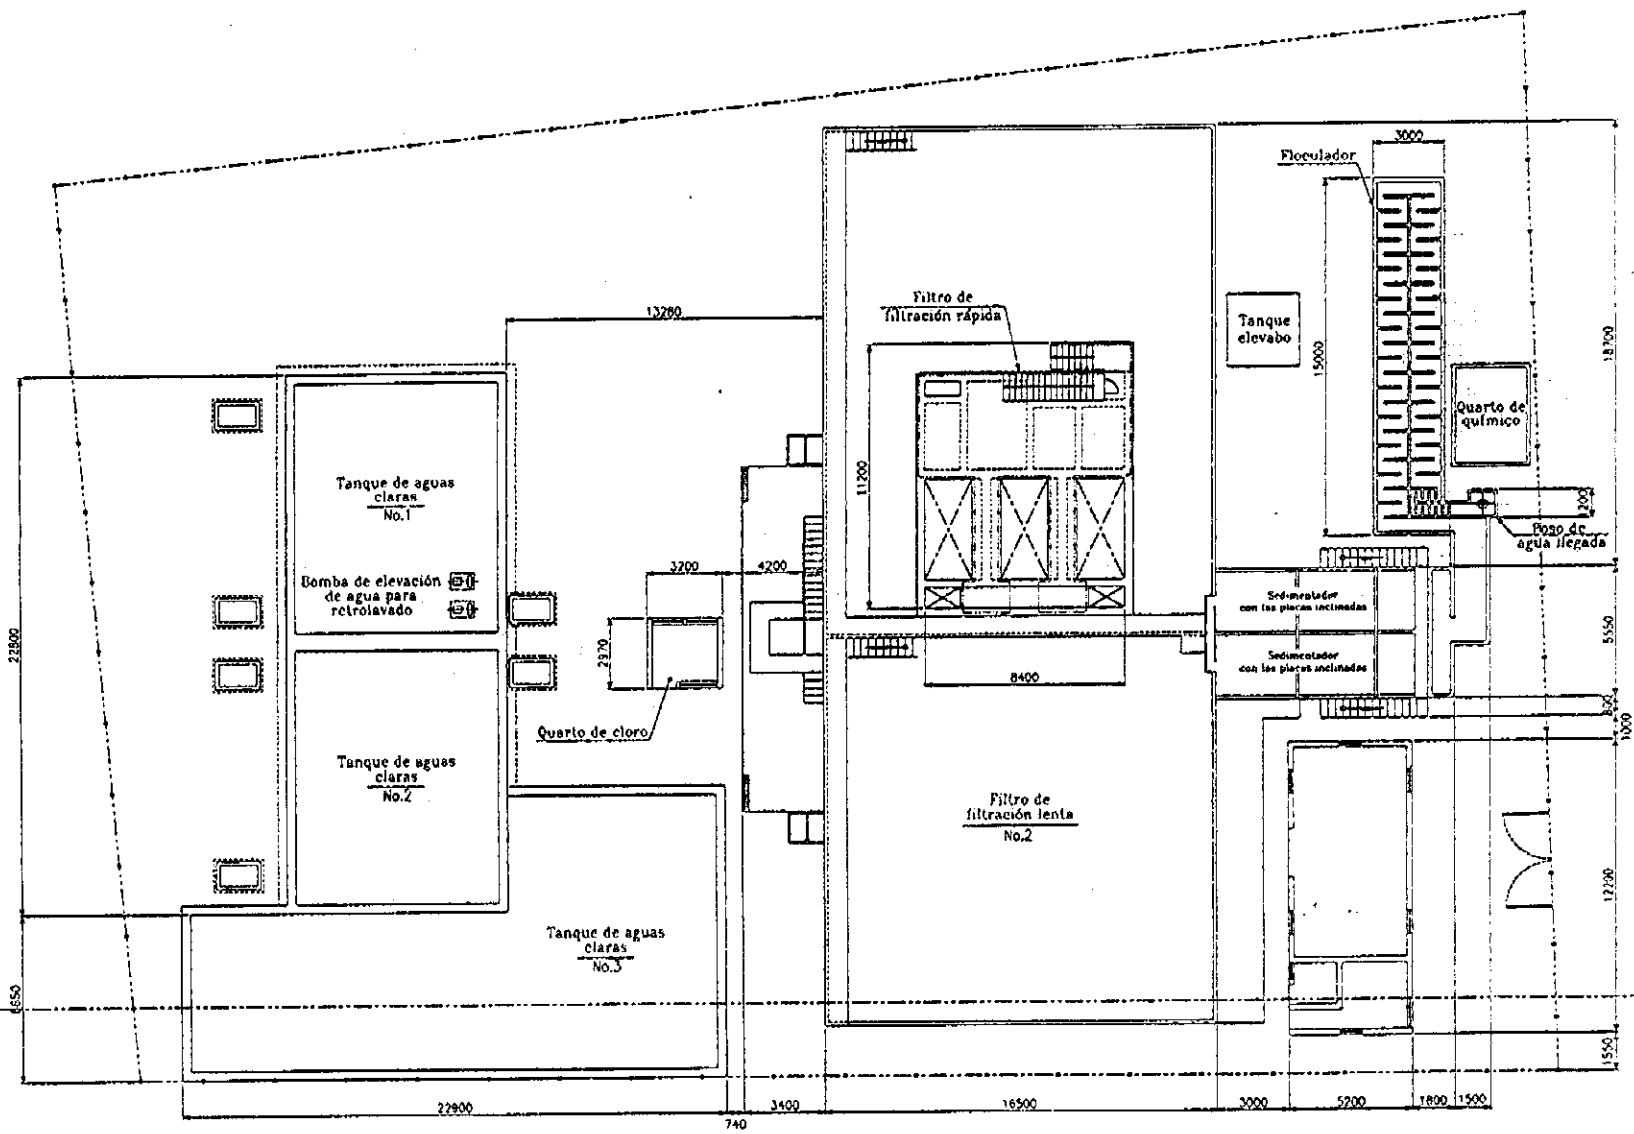 3000
Floculador
Filtro de
filtración rápida
13280
Tanque
elevabo
15000
18700
Quarto de
químico
11200
Tanque de aguas
claras
No.1
1200
Poso de
agua llegada
Bomba de elevación
de agua para
retrolavado
3200
4200
Sedimentador
con las placas inclinadas
5550
22800
2970
Sedimentador
con las placas inclinadas
8400
800
1000
Quarto de cloro
Tanque de aguas
claras
No.2
Filtro de
filtración lenta
No.2
12200
Tanque de aguas
claras
No.3
1550
22900
740
3400
16500
3000
5200
1800
1500